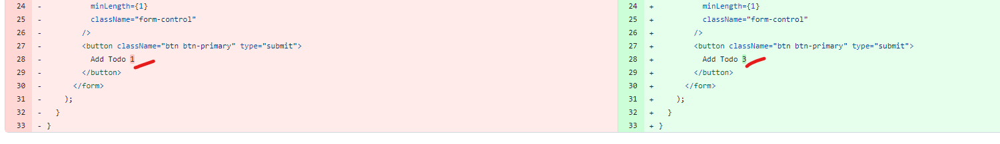 24 - minLength={1} 24 + minLength={1}
25 - className="form-control" 25 + className="form-control"
26 - /> 26 + />
27 - <button className="btn btn-primary" type="submit"> 27 + <button className="btn btn-primary" type="submit">
28 - Add Todo 1 28 + Add Todo 3
29 - </button> 29 + </button>
30 - </form> 30 + </form>
31 - ); 31 + );
32 - } 32 + }
33 - } 33 + }